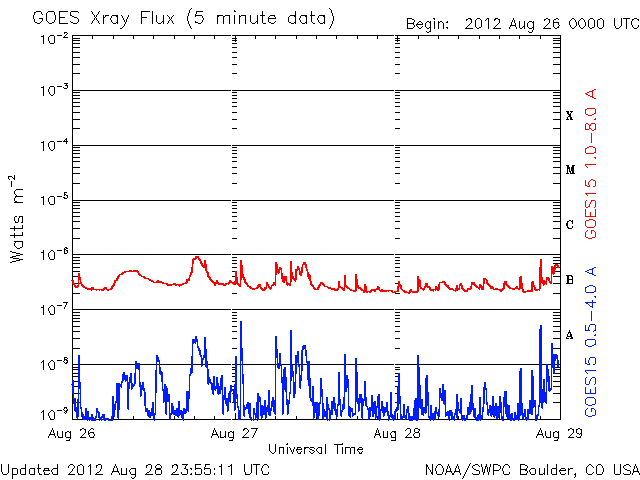 GOES Xray Flux (5 minute data)
Begin: 2012 Aug 26 0000 UTC
10⁻²
10⁻³
10⁻⁴
10⁻⁵
10⁻⁶
10⁻⁷
10⁻⁸
10⁻⁹
Watts m⁻²
X
M
C
B
A
GOES15 1.0–8.0 A
GOES15 0.5–4.0 A
Aug 26
Aug 27
Aug 28
Aug 29
Universal Time
Updated 2012 Aug 28 23:55:11 UTC
NOAA/SWPC Boulder, CO USA